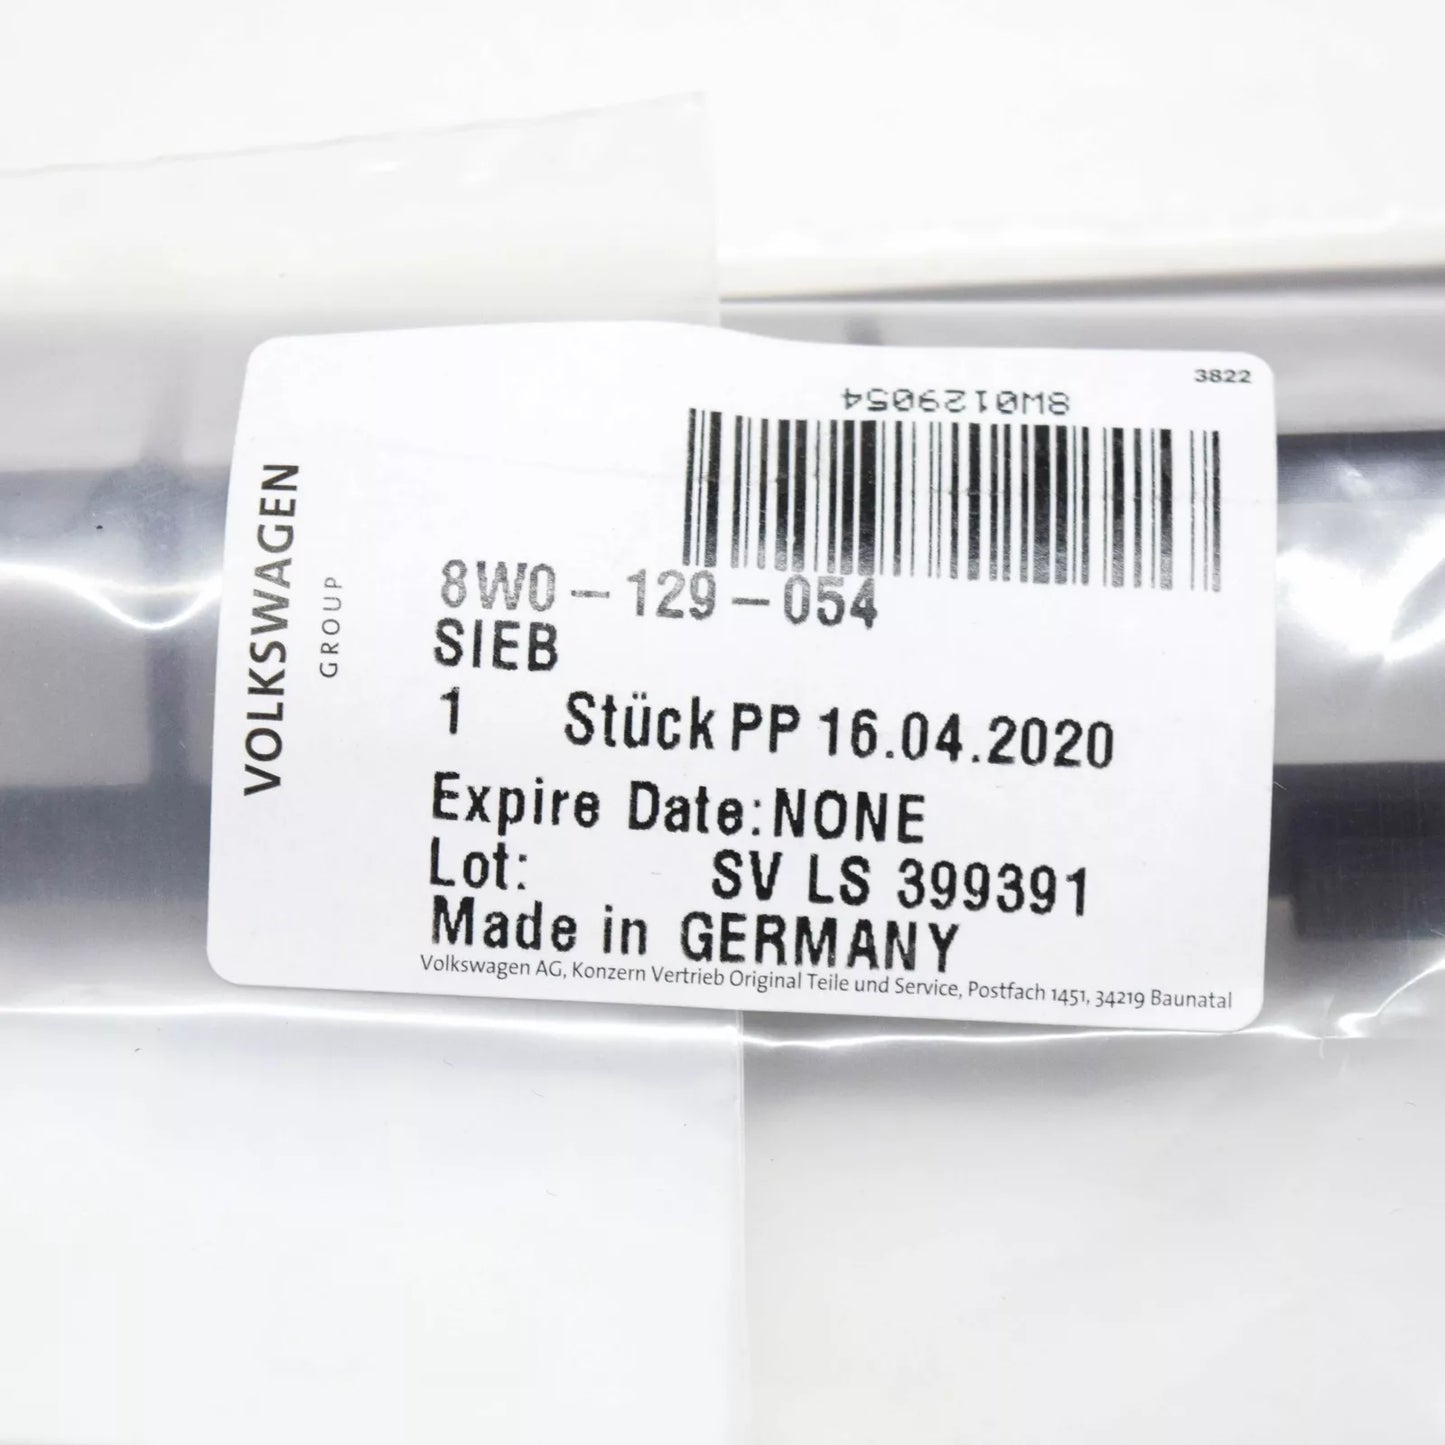 3822
8W0129054
VOLKSWAGEN
GROUP
8W0-129-054
SIEB
1 Stück PP 16.04.2020
Expire Date:NONE
Lot: SV LS 399391
Made in GERMANY
Volkswagen AG, Konzern Vertrieb Original Teile und Service, Postfach 1451, 34219 Baunatal